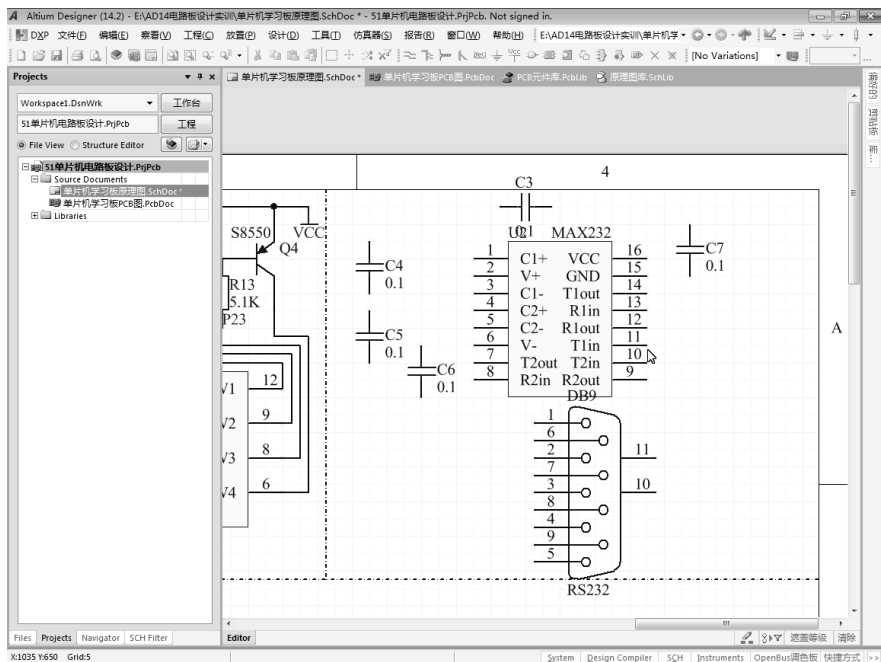 Altium Designer (14.2) - E:\AD14电路板设计实训\单片机学习板原理图.SchDoc * - 51单片机电路板设计.PrjPcb. Not signed in.
DXP 文件(F) 编辑(E) 察看(V) 工程(C) 放置(P) 设计(D) 工具(T) 仿真器(S) 报告(R) 窗口(W) 帮助(H) E:\AD14电路板设计实训\单片机学
[No Variations]
Projects
单片机学习板原理图.SchDoc * 单片机学习板PCB图.PcbDoc PCB元件库.PcbLib 原理图库.SchLib
Workspace1.DsnWrk 工作台
51单片机电路板设计.PrjPcb 工程
File View Structure Editor
51单片机电路板设计.PrjPcb
Source Documents
单片机学习板原理图.SchDoc *
单片机学习板PCB图.PcbDoc
Libraries
4
A
S8550
VCC
Q4
R13
5.1K
P23
V1 12
V2 9
V3 8
V4 6
C3
0.1
C4
0.1
C5
0.1
C6
0.1
C7
0.1
U2 MAX232
1 C1+ VCC 16
2 V+ GND 15
3 C1- T1out 14
4 C2+ R1in 13
5 C2- R1out 12
6 V- T1in 11
7 T2out T2in 10
8 R2in R2out 9
DB9
1
6
2
7
3
8
4
9
5
11
10
RS232
Files Projects Navigator SCH Filter
Editor
遮盖等级 清除
X:1035 Y:650 Grid:5
System Design Compiler SCH Instruments OpenBus调色板 快捷方式 >>